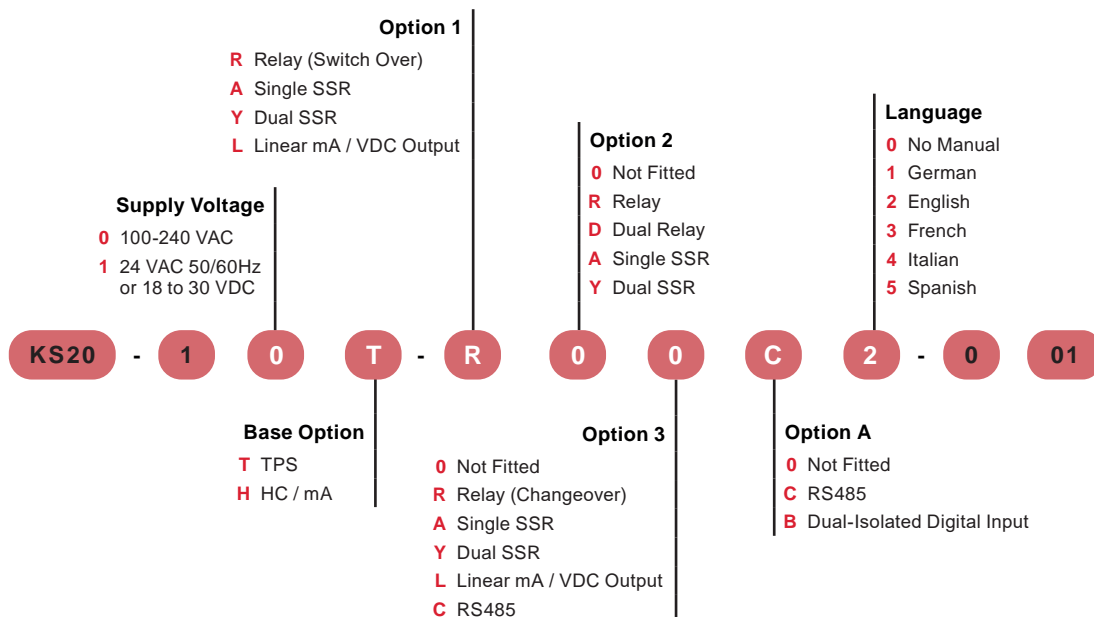 Option 1
R Relay (Switch Over)
A Single SSR
Y Dual SSR
L Linear mA / VDC Output
Supply Voltage
0 100-240 VAC
1 24 VAC 50/60Hz
or 18 to 30 VDC
Option 2
0 Not Fitted
R Relay
D Dual Relay
A Single SSR
Y Dual SSR
Language
0 No Manual
1 German
2 English
3 French
4 Italian
5 Spanish
KS20 - 1 0 T - R 0 0 C 2 - 0 01
Base Option
T TPS
H HC / mA
Option 3
0 Not Fitted
R Relay (Changeover)
A Single SSR
Y Dual SSR
L Linear mA / VDC Output
C RS485
Option A
0 Not Fitted
C RS485
B Dual-Isolated Digital Input